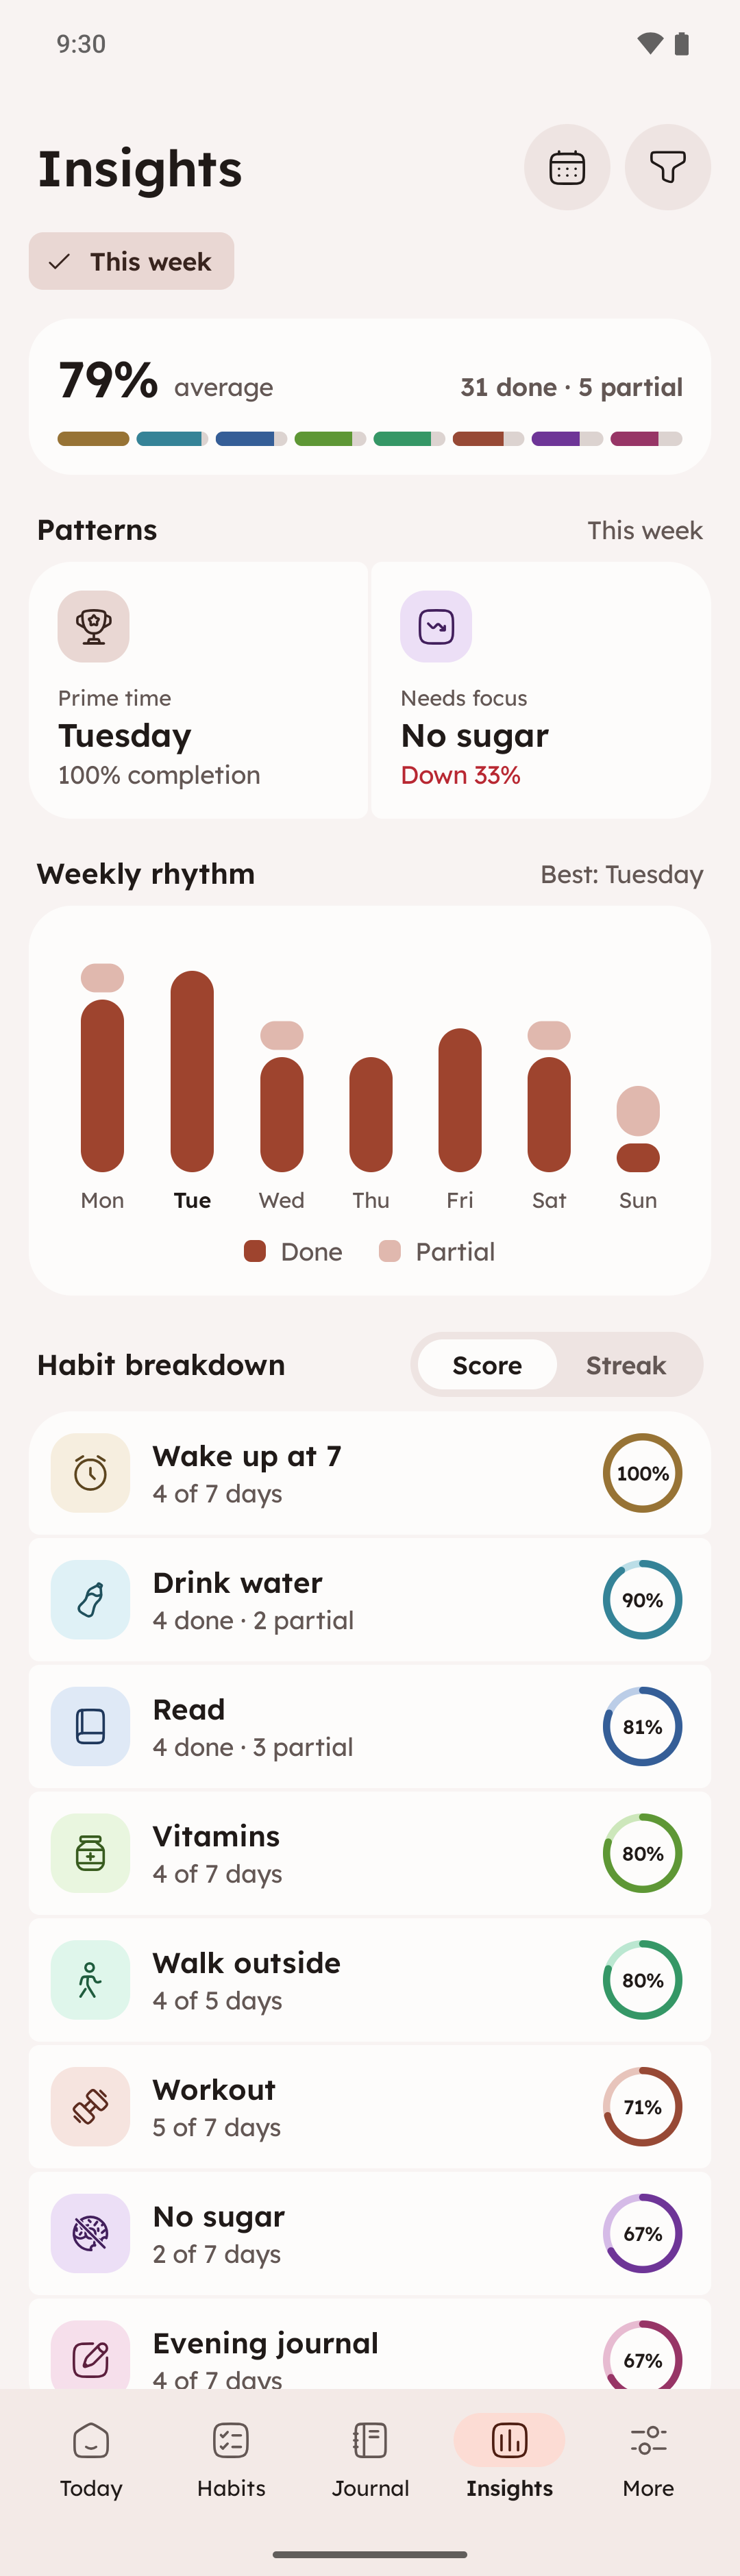 9:30
Insights
This week
79% average
31 done · 5 partial
Patterns
This week
Prime time
Tuesday
100% completion
Needs focus
No sugar
Down 33%
Weekly rhythm
Best: Tuesday
Mon Tue Wed Thu Fri Sat Sun
Done Partial
Habit breakdown
Score Streak
Wake up at 7
4 of 7 days
100%
Drink water
4 done · 2 partial
90%
Read
4 done · 3 partial
81%
Vitamins
4 of 7 days
80%
Walk outside
4 of 5 days
80%
Workout
5 of 7 days
71%
No sugar
2 of 7 days
67%
Evening journal
4 of 7 days
67%
Today Habits Journal Insights More